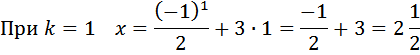 При k = 1   x = (−1)¹/2 + 3 · 1 = −1/2 + 3 = 2 1/2